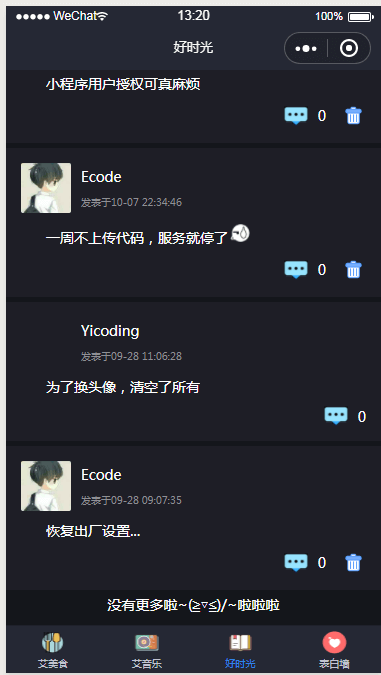 ●●●●● WeChat 13:20 100%
好时光
小程序用户授权可真麻烦
0
Ecode
发表于10-07 22:34:46
一周不上传代码，服务就停了
0
Yicoding
发表于09-28 11:06:28
为了换头像，清空了所有
0
Ecode
发表于09-28 09:07:35
恢复出厂设置...
0
没有更多啦~(≥▽≤)/~啦啦啦
艾美食 艾音乐 好时光 表白墙